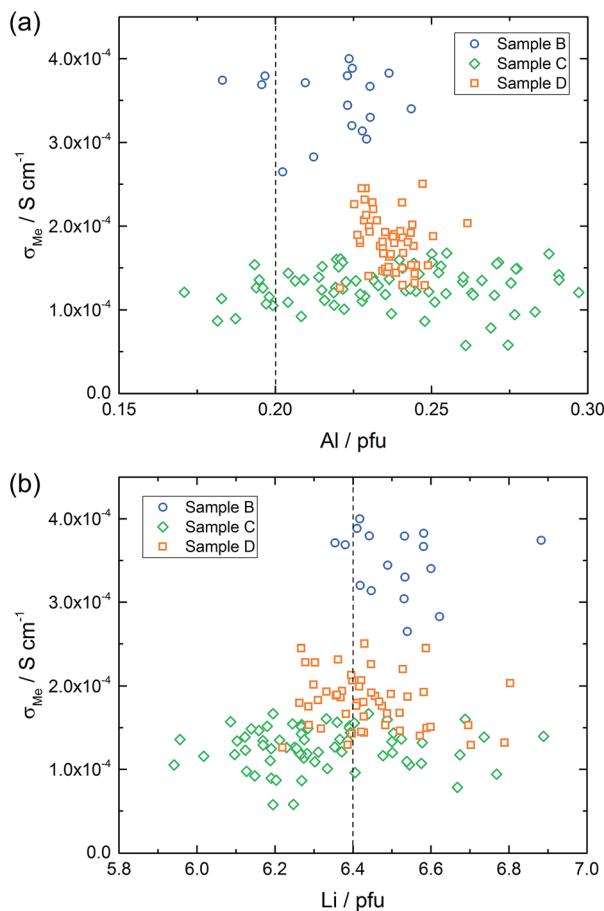 (a)
Sample B
Sample C
Sample D
4.0x10⁻⁴
3.0x10⁻⁴
2.0x10⁻⁴
1.0x10⁻⁴
0.0
σMe / S cm⁻¹
0.15 0.20 0.25 0.30
Al / pfu
(b)
Sample B
Sample C
Sample D
4.0x10⁻⁴
3.0x10⁻⁴
2.0x10⁻⁴
1.0x10⁻⁴
0.0
σMe / S cm⁻¹
5.8 6.0 6.2 6.4 6.6 6.8 7.0
Li / pfu